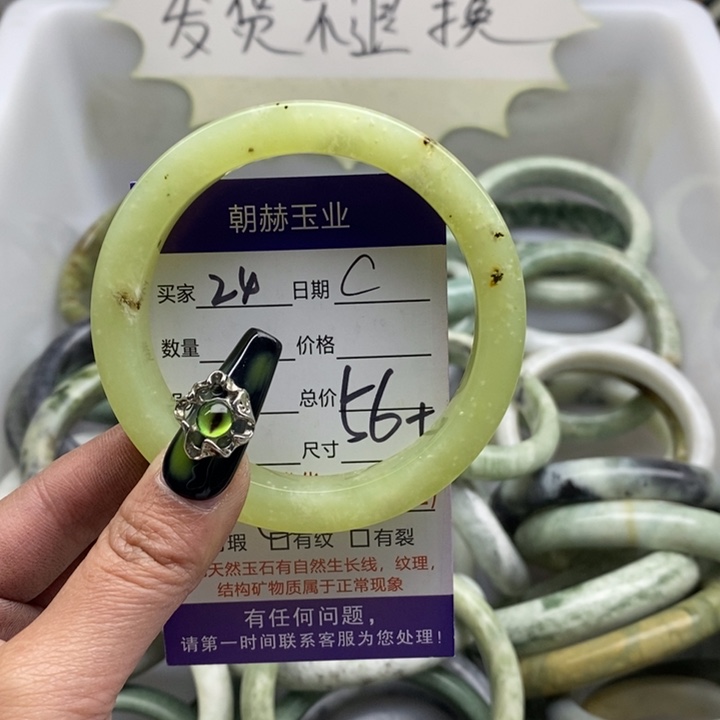 发货不退换
朝赫玉业
买家 24 日期 C
数量 价格
总价 56+
尺寸
瑕 口有纹 口有裂
天然玉石有自然生长线，纹理，
结构矿物质属于正常现象
有任何问题，
请第一时间联系客服为您处理！